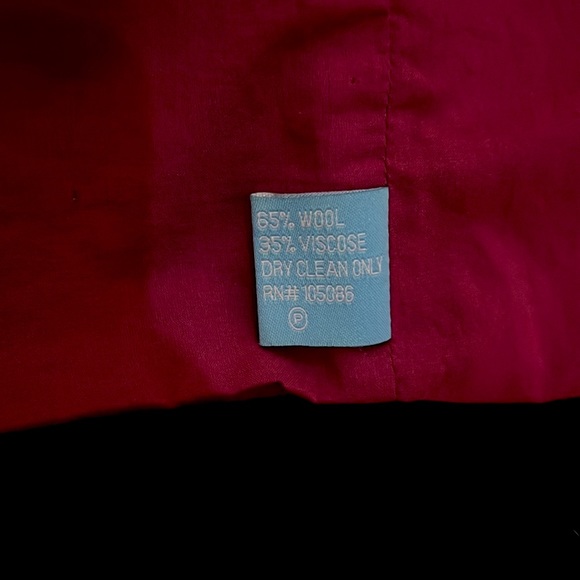 65% WOOL
35% VISCOSE
DRY CLEAN ONLY
RN# 105086
P